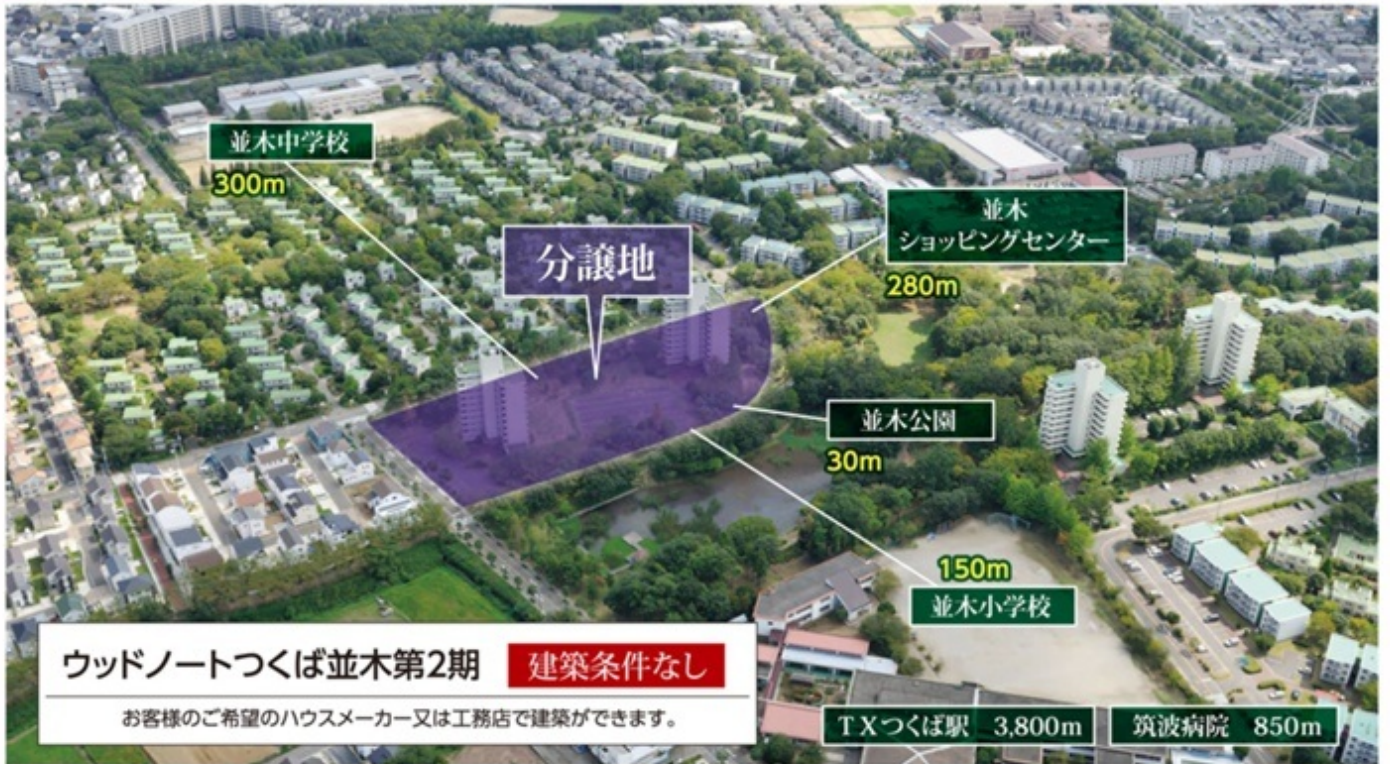 並木中学校
300m
分譲地
並木
ショッピングセンター
280m
並木公園
30m
150m
並木小学校
ウッドノートつくば並木第2期 建築条件なし
お客様のご希望のハウスメーカー又は工務店で建築ができます。
TXつくば駅 3,800m 筑波病院 850m